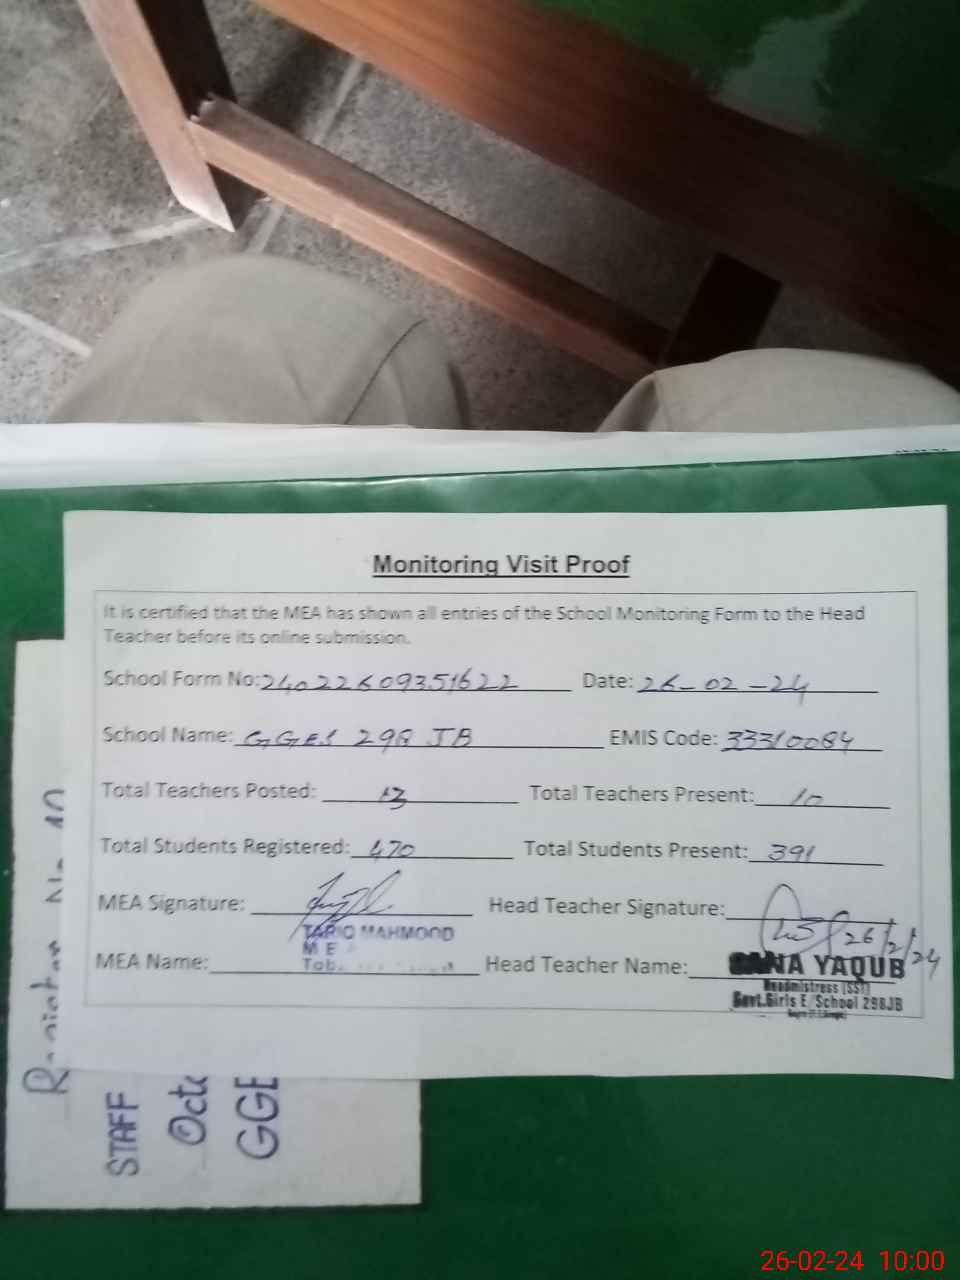 Monitoring Visit Proof
It is certified that the MEA has shown all entries of the School Monitoring Form to the Head
Teacher before its online submission.
School Form No: 24022609351622 Date: 26-02-24
School Name: GGES 298 JB EMIS Code: 33310084
Total Teachers Posted: 13 Total Teachers Present: 10
Total Students Registered: 470 Total Students Present: 391
MEA Signature: Head Teacher Signature:
26/2/24
TARIQ MAHMOOD
M E
MEA Name: Head Teacher Name: SANA YAQUB
Headmistress (SST)
Govt.Girls E/School 298JB
STAFF
GGE
26-02-24 10:00